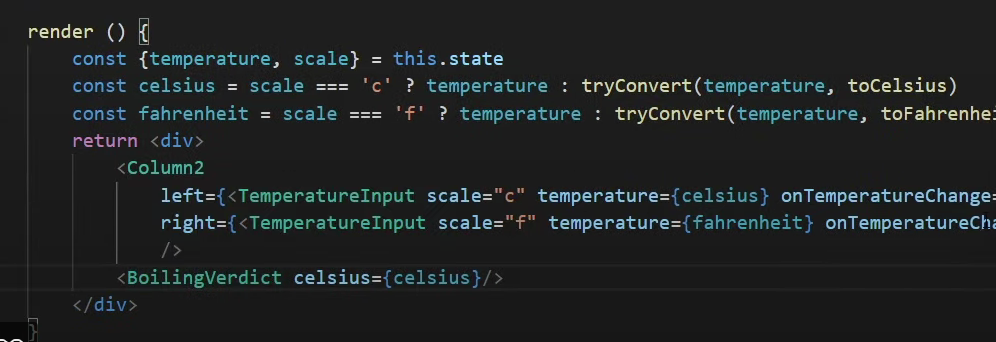 render () {
const {temperature, scale} = this.state
const celsius = scale === 'c' ? temperature : tryConvert(temperature, toCelsius)
const fahrenheit = scale === 'f' ? temperature : tryConvert(temperature, toFahrenhei
return <div>
<Column2
left={<TemperatureInput scale="c" temperature={celsius} onTemperatureChange=
right={<TemperatureInput scale="f" temperature={fahrenheit} onTemperatureCha
/>
<BoilingVerdict celsius={celsius}/>
</div>
}